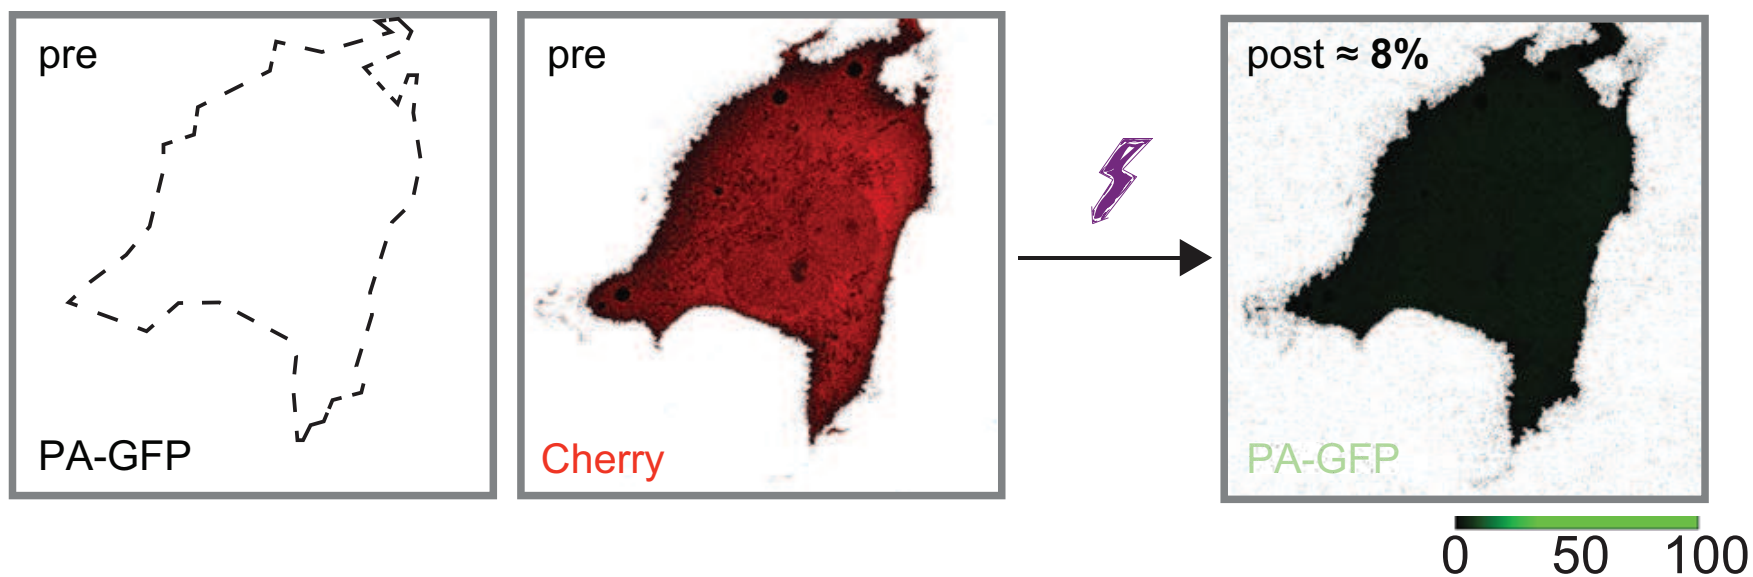 pre
PA-GFP
pre
Cherry
post ≈ 8%
PA-GFP
0 50 100